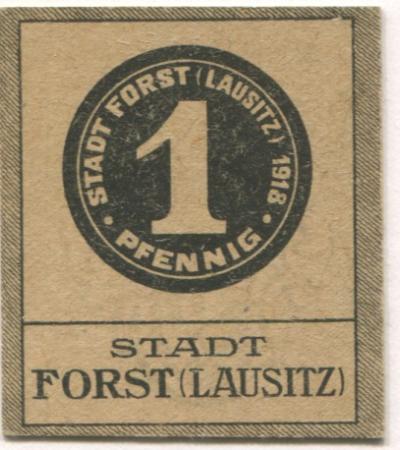 STADT FORST (LAUSITZ) 1918
1
• PFENNIG •
STADT
FORST (LAUSITZ)